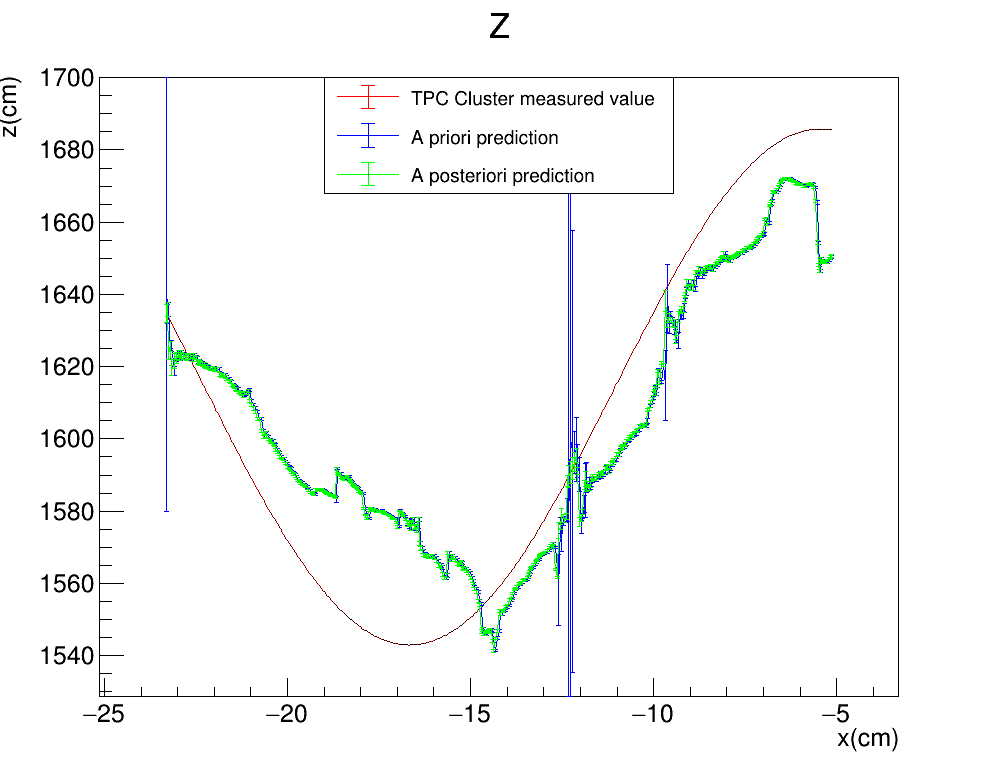 Z
z(cm)
1700
1680
1660
1640
1620
1600
1580
1560
1540
TPC Cluster measured value
A priori prediction
A posteriori prediction
−25
−20
−15
−10
−5
x(cm)